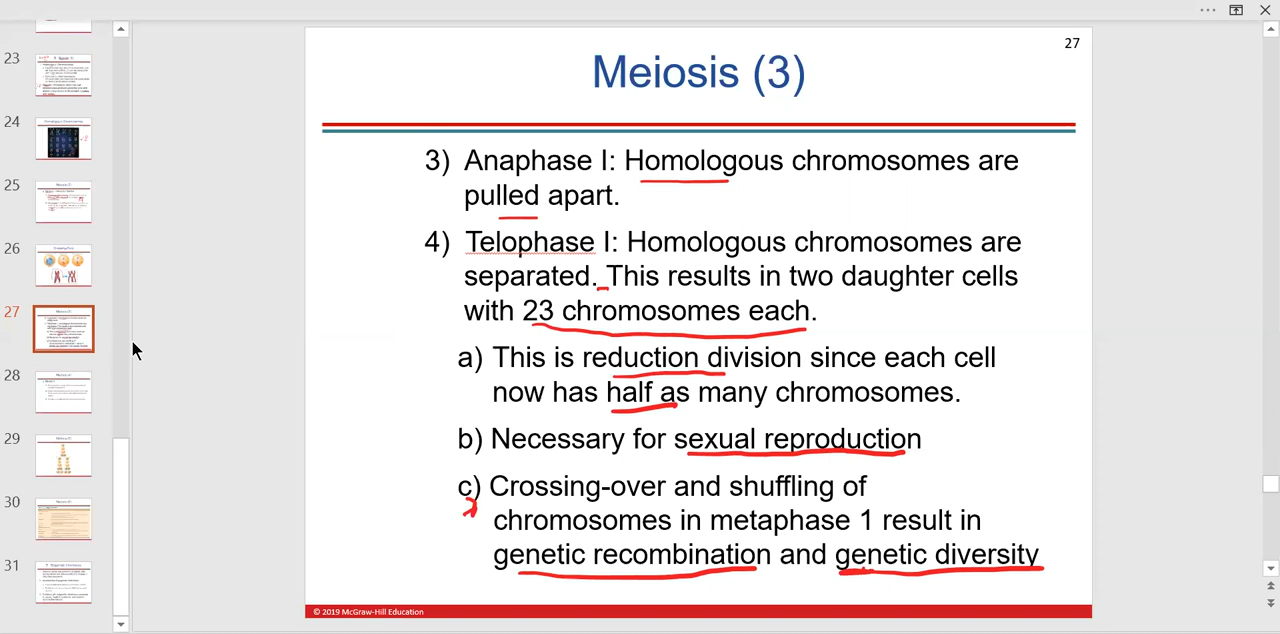 27
Meiosis (3)
3) Anaphase I: Homologous chromosomes are
pulled apart.
4) Telophase I: Homologous chromosomes are
separated. This results in two daughter cells
with 23 chromosomes each.
a) This is reduction division since each cell
now has half as many chromosomes.
b) Necessary for sexual reproduction
c) Crossing-over and shuffling of
chromosomes in metaphase 1 result in
genetic recombination and genetic diversity
© 2019 McGraw-Hill Education
23
24
25
26
27
28
29
30
31